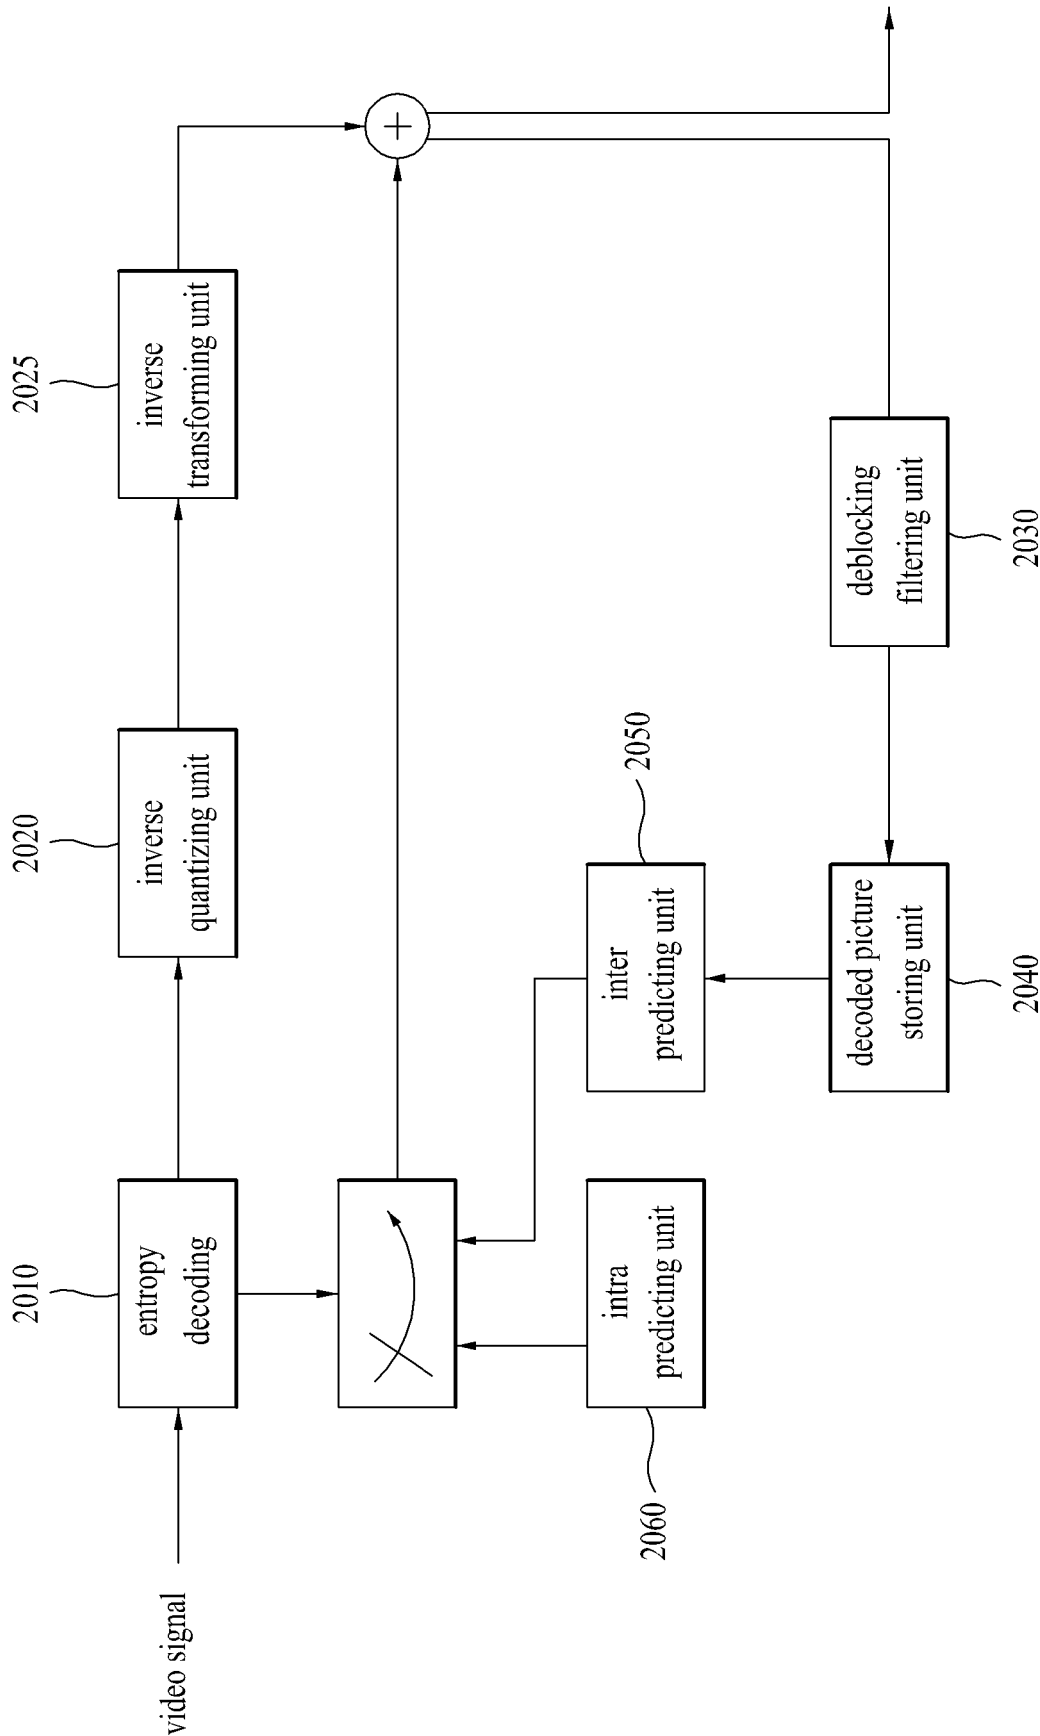 video signal
2010
entropy
decoding
2020
inverse
quantizing unit
2025
inverse
transforming unit
+
2060
intra
predicting unit
inter
predicting unit
2050
decoded picture
storing unit
2040
deblocking
filtering unit
2030